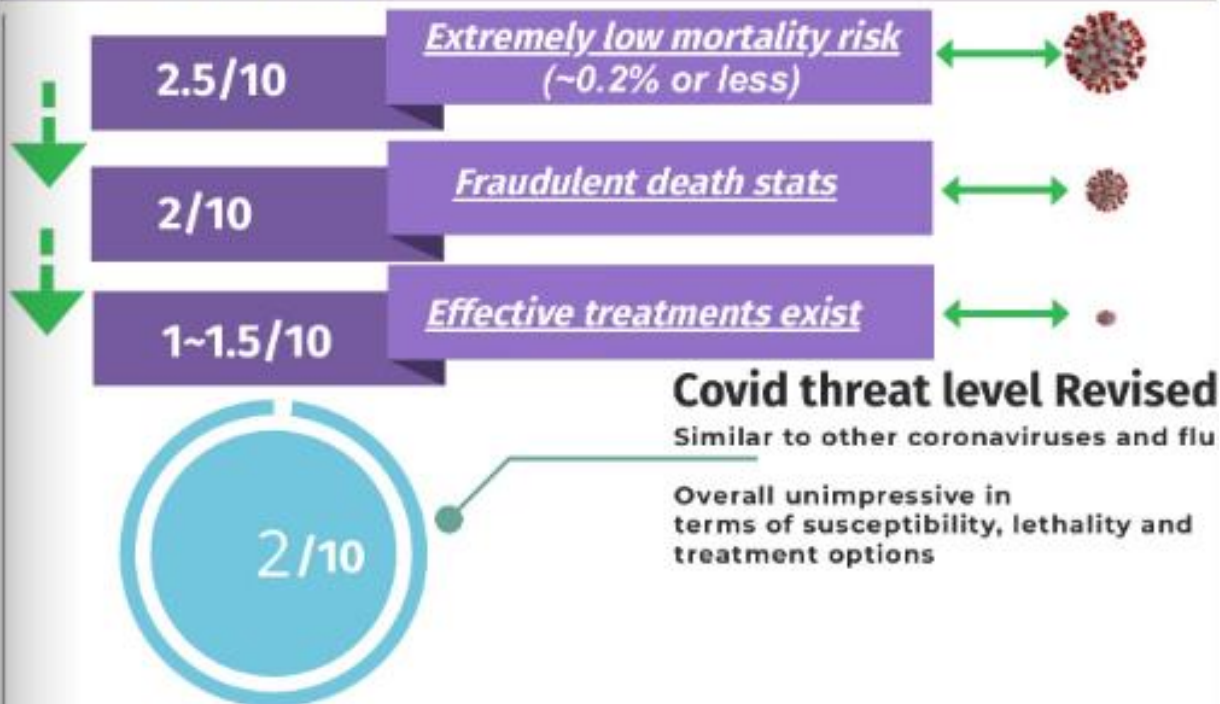 2.5/10
Extremely low mortality risk
(~0.2% or less)
2/10
Fraudulent death stats
1~1.5/10
Effective treatments exist
Covid threat level Revised
Similar to other coronaviruses and flu
Overall unimpressive in
terms of susceptibility, lethality and
treatment options
2/10